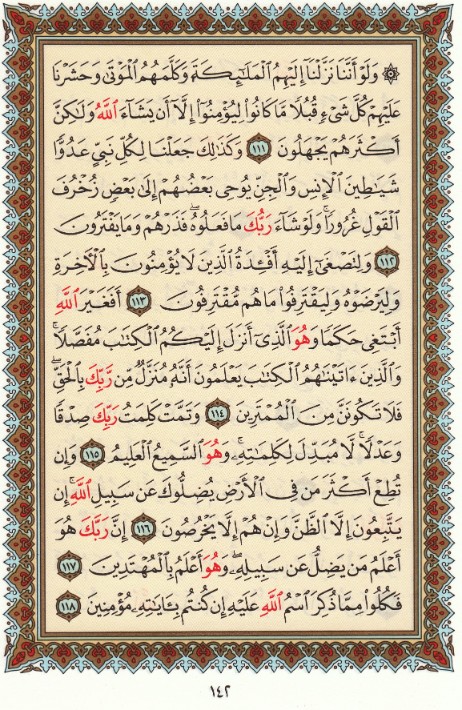 ۞ وَلَوْ أَنَّنَا نَزَّلْنَآ إِلَيْهِمُ ٱلْمَلَٰٓئِكَةَ وَكَلَّمَهُمُ ٱلْمَوْتَىٰ وَحَشَرْنَا
عَلَيْهِمْ كُلَّ شَىْءٍ قُبُلًا مَّا كَانُوا۟ لِيُؤْمِنُوٓا۟ إِلَّآ أَن يَشَآءَ ٱللَّهُ وَلَٰكِنَّ
أَكْثَرَهُمْ يَجْهَلُونَ ١١١ وَكَذَٰلِكَ جَعَلْنَا لِكُلِّ نَبِىٍّ عَدُوًّا
شَيَٰطِينَ ٱلْإِنسِ وَٱلْجِنِّ يُوحِى بَعْضُهُمْ إِلَىٰ بَعْضٍ زُخْرُفَ
ٱلْقَوْلِ غُرُورًا ۚ وَلَوْ شَآءَ رَبُّكَ مَا فَعَلُوهُ ۖ فَذَرْهُمْ وَمَا يَفْتَرُونَ
١١٢ وَلِتَصْغَىٰٓ إِلَيْهِ أَفْـِٔدَةُ ٱلَّذِينَ لَا يُؤْمِنُونَ بِٱلْءَاخِرَةِ
وَلِيَرْضَوْهُ وَلِيَقْتَرِفُوا۟ مَا هُم مُّقْتَرِفُونَ ١١٣ أَفَغَيْرَ ٱللَّهِ
أَبْتَغِى حَكَمًا وَهُوَ ٱلَّذِىٓ أَنزَلَ إِلَيْكُمُ ٱلْكِتَٰبَ مُفَصَّلًا ۚ
وَٱلَّذِينَ ءَاتَيْنَٰهُمُ ٱلْكِتَٰبَ يَعْلَمُونَ أَنَّهُۥ مُنَزَّلٌ مِّن رَّبِّكَ بِٱلْحَقِّ ۖ
فَلَا تَكُونَنَّ مِنَ ٱلْمُمْتَرِينَ ١١٤ وَتَمَّتْ كَلِمَتُ رَبِّكَ صِدْقًا
وَعَدْلًا ۚ لَّا مُبَدِّلَ لِكَلِمَٰتِهِۦ ۚ وَهُوَ ٱلسَّمِيعُ ٱلْعَلِيمُ ١١٥ وَإِن
تُطِعْ أَكْثَرَ مَن فِى ٱلْأَرْضِ يُضِلُّوكَ عَن سَبِيلِ ٱللَّهِ ۚ إِن
يَتَّبِعُونَ إِلَّا ٱلظَّنَّ وَإِنْ هُمْ إِلَّا يَخْرُصُونَ ١١٦ إِنَّ رَبَّكَ هُوَ
أَعْلَمُ مَن يَضِلُّ عَن سَبِيلِهِۦ ۖ وَهُوَ أَعْلَمُ بِٱلْمُهْتَدِينَ ١١٧
فَكُلُوا۟ مِمَّا ذُكِرَ ٱسْمُ ٱللَّهِ عَلَيْهِ إِن كُنتُم بِـَٔايَٰتِهِۦ مُؤْمِنِينَ ١١٨
١٤٢